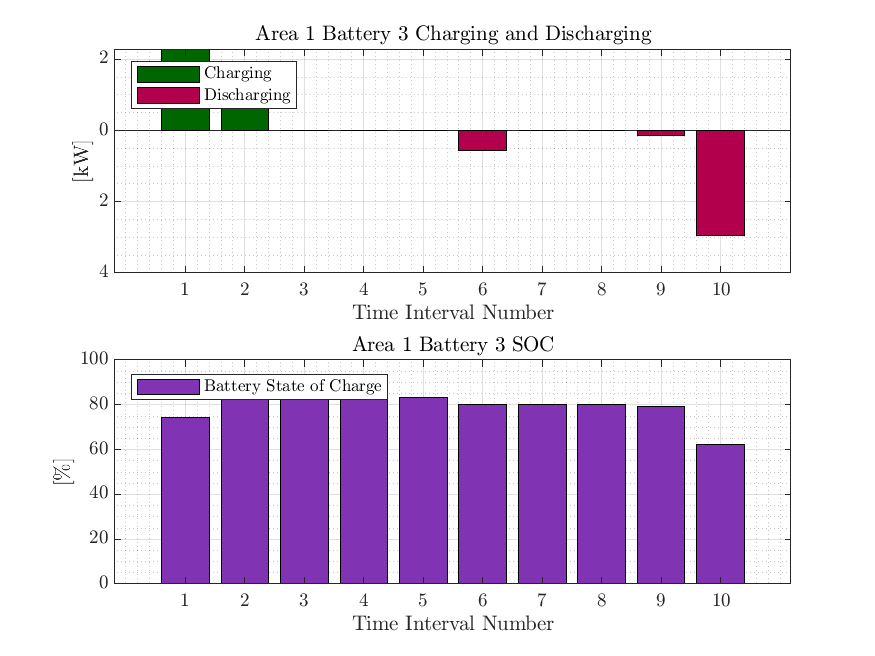 Area 1 Battery 3 Charging and Discharging
2
Charging
Discharging
0
[kW]
2
4
1 2 3 4 5 6 7 8 9 10
Time Interval Number
Area 1 Battery 3 SOC
100
Battery State of Charge
80
60
[%]
40
20
0
1 2 3 4 5 6 7 8 9 10
Time Interval Number